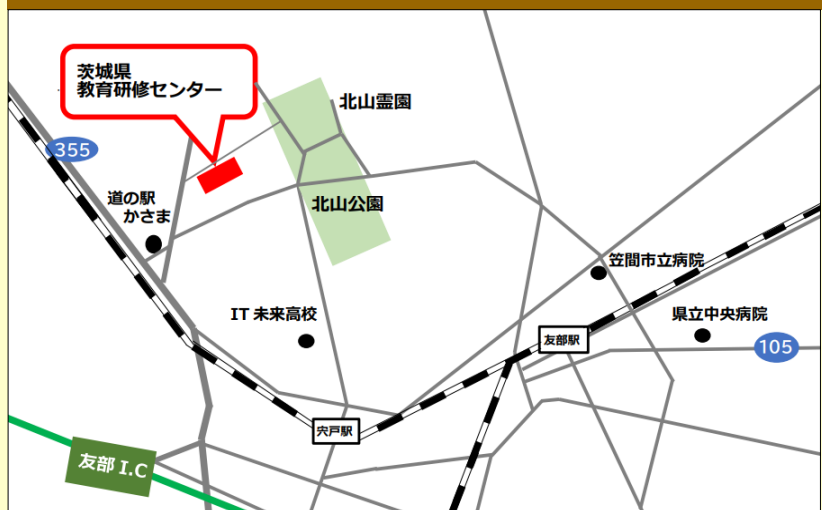 茨城県
教育研修センター
北山霊園
355
道の駅
かさま
北山公園
笠間市立病院
IT 未来高校
県立中央病院
友部駅
105
宍戸駅
友部 I.C